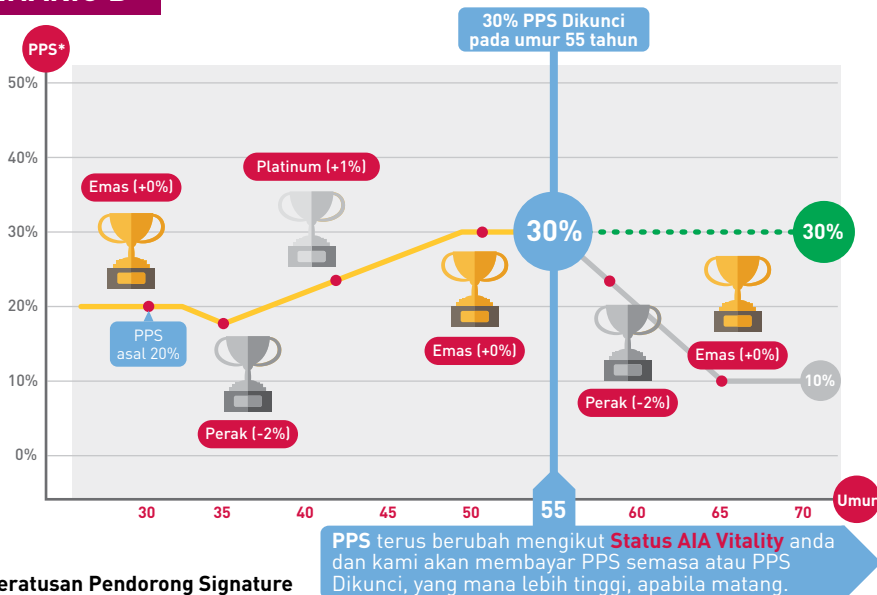 30% PPS Dikunci
pada umur 55 tahun
PPS*
50%
40%
30%
20%
10%
0%
Emas (+0%)
Platinum (+1%)
PPS
asal 20%
Perak (-2%)
Emas (+0%)
30%
30%
Perak (-2%)
Emas (+0%)
10%
30
35
40
45
50
55
60
65
70
Umur
PPS terus berubah mengikut Status AIA Vitality anda
dan kami akan membayar PPS semasa atau PPS
Dikunci, yang mana lebih tinggi, apabila matang.
eratusan Pendorong Signature